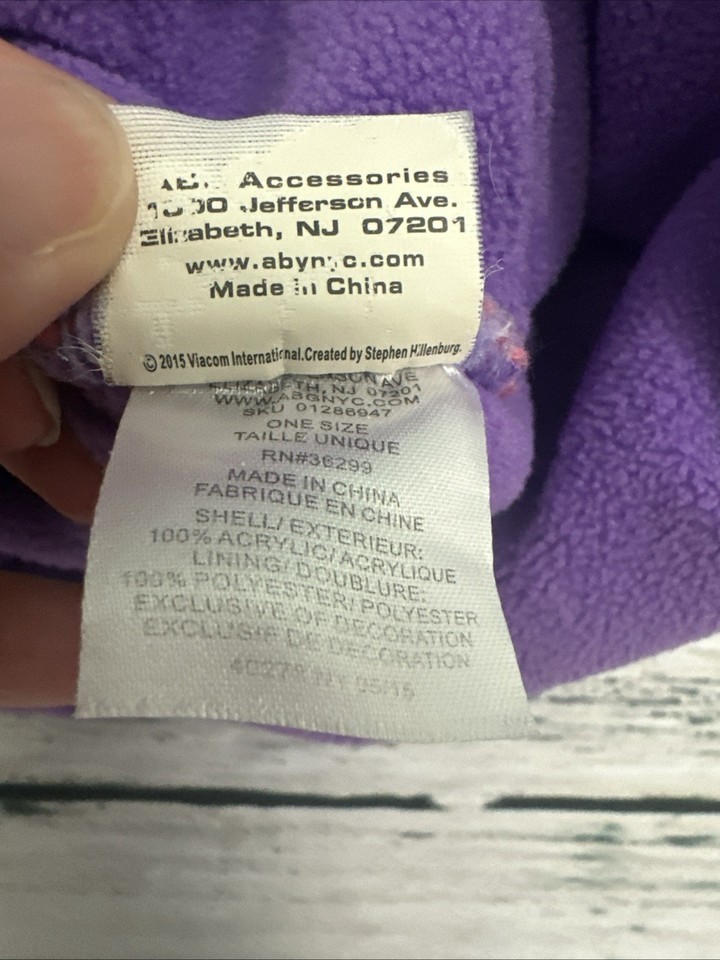 Accessories
Jefferson Ave.
Elizabeth, NJ 07201
www.abynyc.com
Made in China
© 2015 Viacom International.Created by Stephen Hillenburg.
NJ 07201
WWW.ABGNYC.COM
SKU 01286947
ONE SIZE
TAILLE UNIQUE
RN#36299
MADE IN CHINA
FABRIQUE EN CHINE
SHELL/ EXTERIEUR:
100% ACRYLIC/ACRYLIQUE
LINING/ DOUBLURE:
100% POLYESTER/ POLYESTER
EXCLUSIVE OF DECORATION
EXCLUSIF DE DECORATION